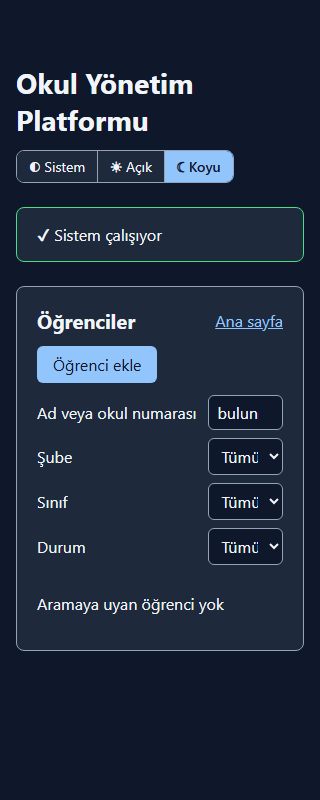 Okul Yönetim
Platformu
◐ Sistem ☀ Açık ☾ Koyu
✓ Sistem çalışıyor
Öğrenciler Ana sayfa
Öğrenci ekle
Ad veya okul numarası bulun
Şube Tümü
Sınıf Tümü
Durum Tümü
Aramaya uyan öğrenci yok